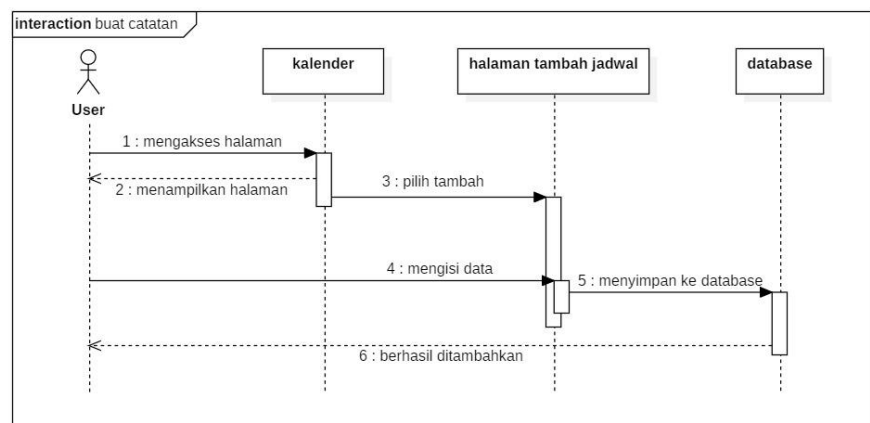 interaction buat catatan
User
kalender
halaman tambah jadwal
database
1 : mengakses halaman
2 : menampilkan halaman
3 : pilih tambah
4 : mengisi data
5 : menyimpan ke database
6 : berhasil ditambahkan